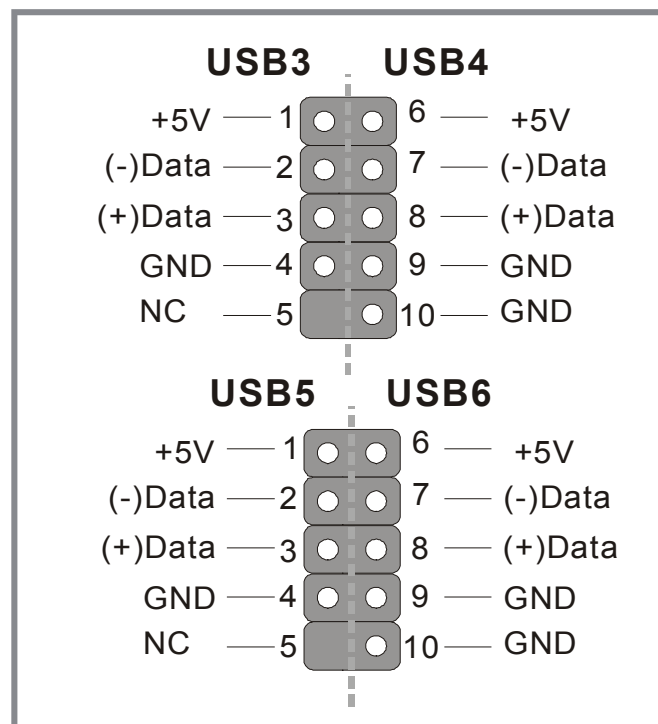 USB3 USB4
+5V 1 6 +5V
(-)Data 2 7 (-)Data
(+)Data 3 8 (+)Data
GND 4 9 GND
NC 5 10 GND
USB5 USB6
+5V 1 6 +5V
(-)Data 2 7 (-)Data
(+)Data 3 8 (+)Data
GND 4 9 GND
NC 5 10 GND